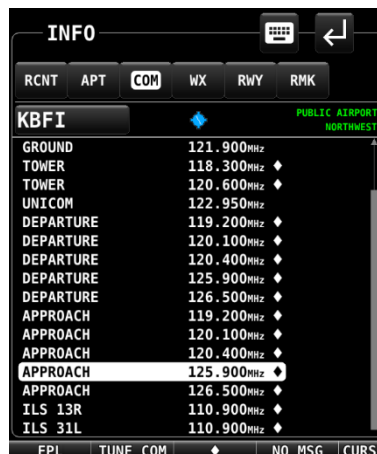 INFO
RCNT APT COM WX RWY RMK
KBFI PUBLIC AIRPORT
NORTHWEST
GROUND 121.900MHz
TOWER 118.300MHz ♦
TOWER 120.600MHz ♦
UNICOM 122.950MHz
DEPARTURE 119.200MHz ♦
DEPARTURE 120.100MHz ♦
DEPARTURE 120.400MHz ♦
DEPARTURE 125.900MHz ♦
DEPARTURE 126.500MHz ♦
APPROACH 119.200MHz ♦
APPROACH 120.100MHz ♦
APPROACH 120.400MHz ♦
APPROACH 125.900MHz ♦
APPROACH 126.500MHz ♦
ILS 13R 110.900MHz ♦
ILS 31L 110.900MHz ♦
FPL TUNE COM ♦ NO MSG CURS